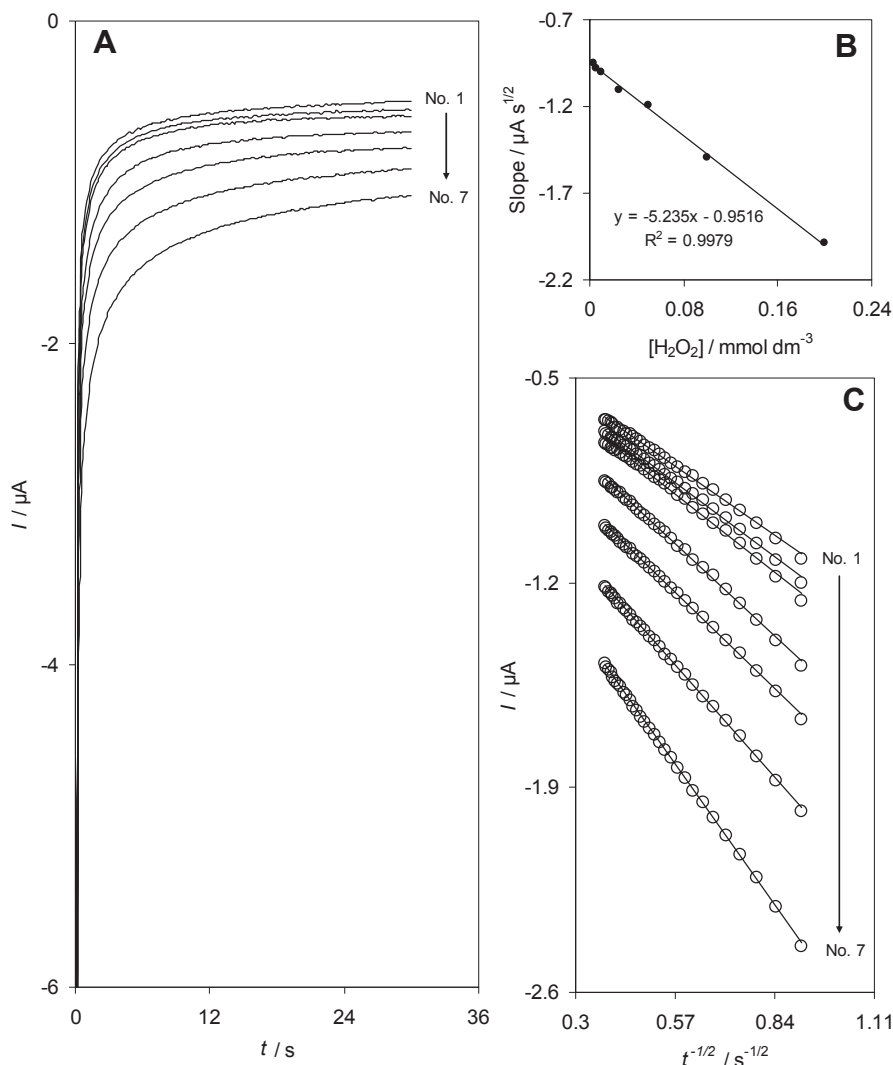 A
0
-2
-4
-6
I / µA
0
12
24
36
t / s
No. 1
No. 7
B
-0.7
-1.2
-1.7
-2.2
Slope / µA s^1/2
y = -5.235x - 0.9516
R² = 0.9979
0
0.08
0.16
0.24
[H₂O₂] / mmol dm⁻³
C
-0.5
-1.2
-1.9
-2.6
I / µA
No. 1
No. 7
0.3
0.57
0.84
1.11
t^-1/2 / s^-1/2